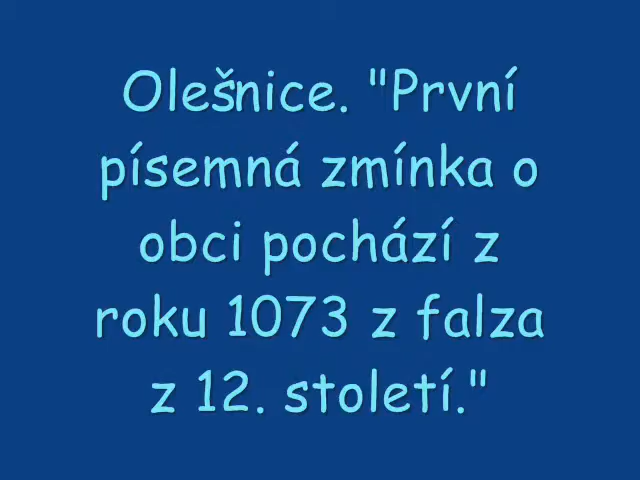 Olešnice. "První
písemná zmínka o
obci pochází z
roku 1073 z falza
z 12. století."